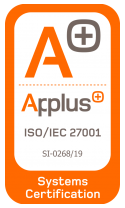 A+
Applus+
ISO/IEC 27001
SI-0268/19
Systems
Certification